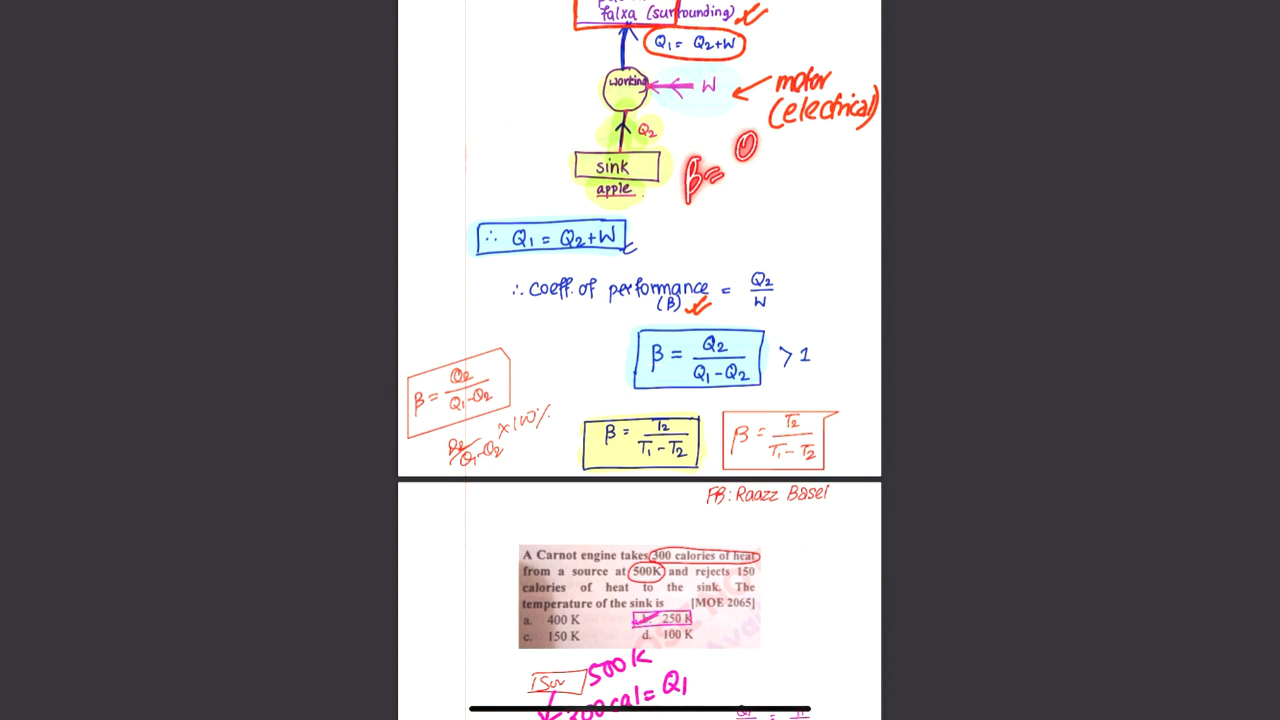 falxa (surrounding)
Q₁ = Q₂+W
working
W
motor
(electrical)
Q₂
sink
apple
β =
∴ Q₁ = Q₂+W
∴ coeff. of performance = Q₂/W
(β)
β = Q₂/(Q₁-Q₂) > 1
β = Q₂/(Q₁-Q₂)
×100%
β = T₂/(T₁-T₂)
β = T₂/(T₁-T₂)
FB: Raazz Basel
A Carnot engine takes 300 calories of heat
from a source at 500K and rejects 150
calories of heat to the sink. The
temperature of the sink is [MOE 2065]
a. 400 K b. 250 K
c. 150 K d. 100 K
500K
300 cal = Q₁